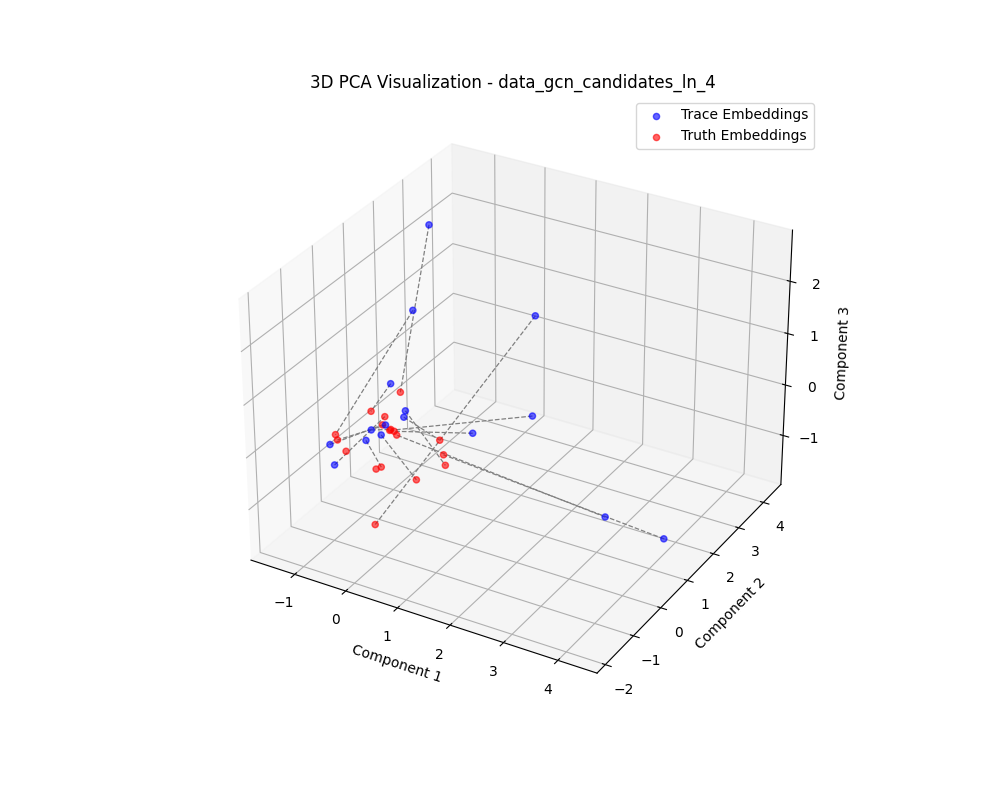 3D PCA Visualization - data_gcn_candidates_ln_4
Trace Embeddings
Truth Embeddings
2
1
0
−1
Component 3
4
3
2
1
0
−1
−2
Component 2
−1
0
1
2
3
4
Component 1